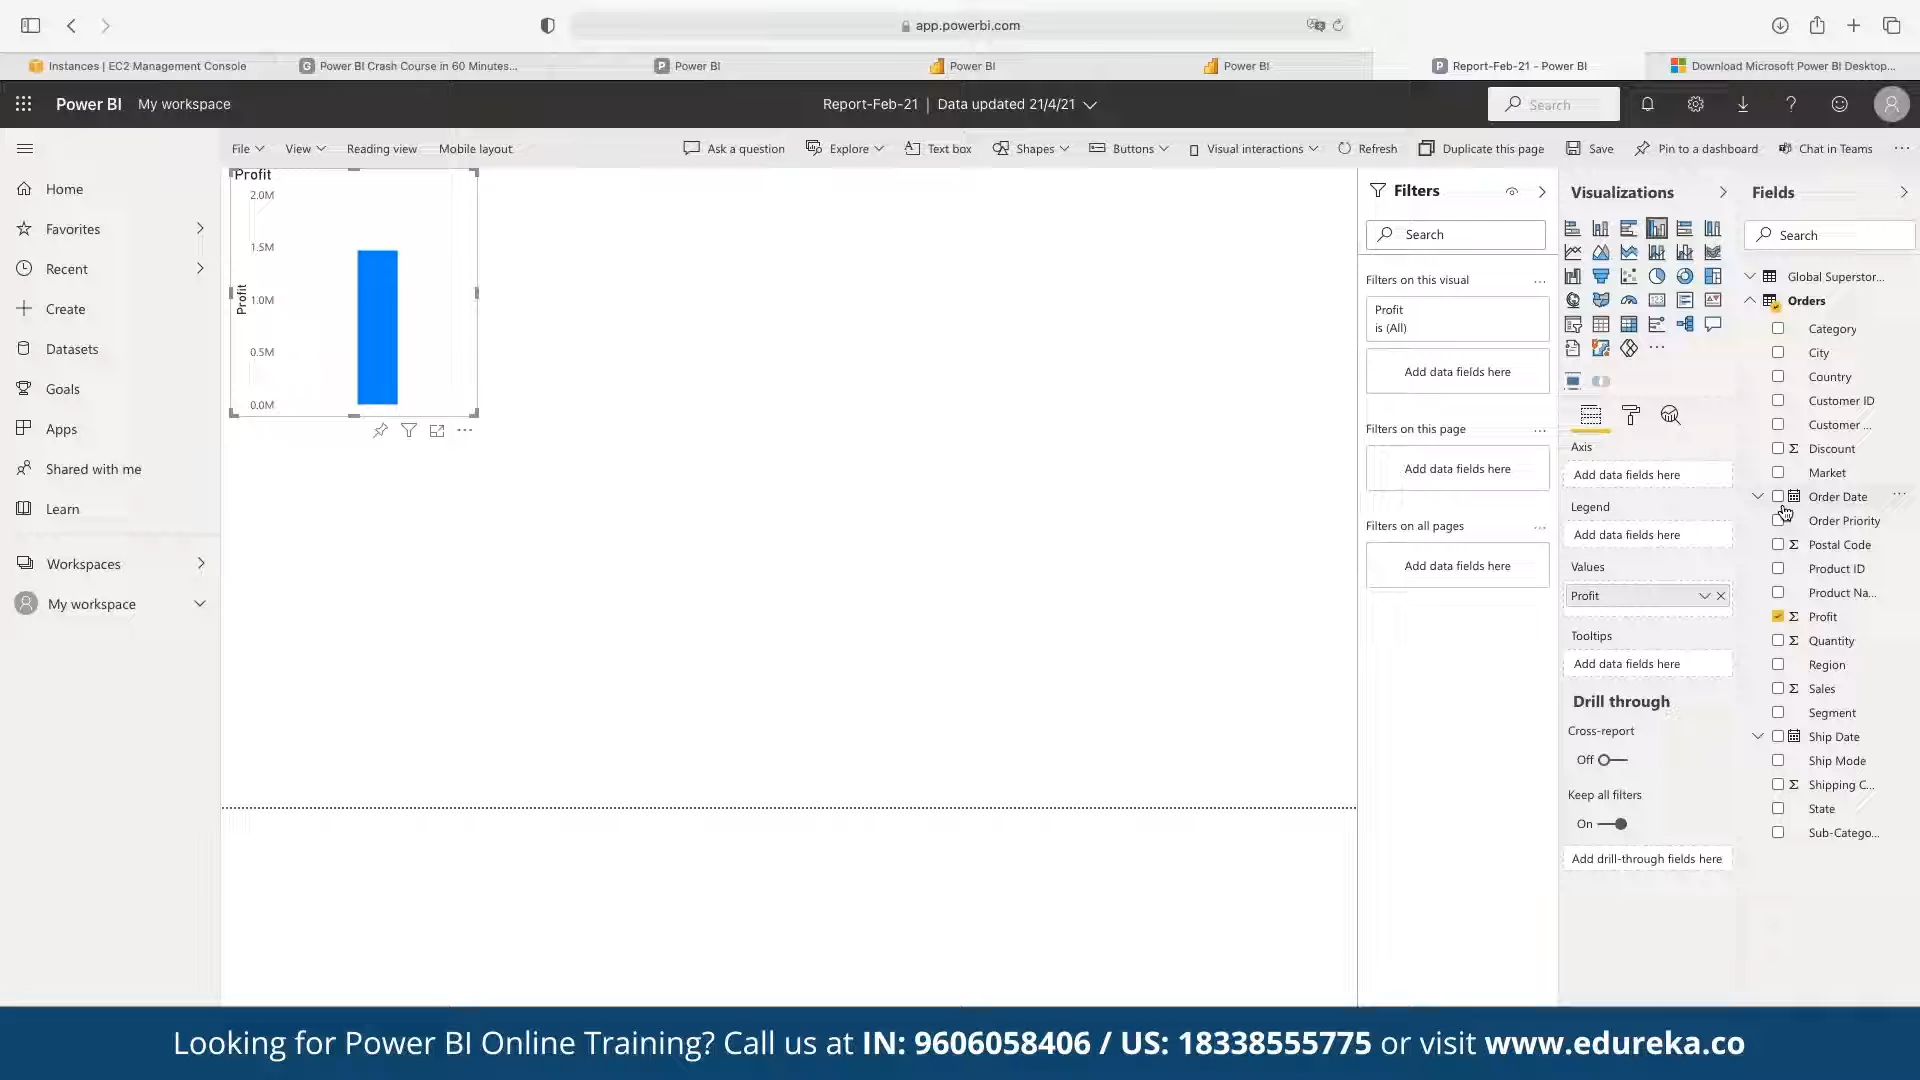 app.powerbi.com
Instances | EC2 Management Console
Power BI Crash Course in 60 Minutes...
Power BI
Power BI
Power BI
Report-Feb-21 - Power BI
Download Microsoft Power BI Desktop...
Power BI My workspace
Report-Feb-21 | Data updated 21/4/21
Search
File View Reading view Mobile layout
Ask a question Explore Text box Shapes Buttons Visual interactions Refresh Duplicate this page Save Pin to a dashboard Chat in Teams
Home
Favorites
Recent
Create
Datasets
Goals
Apps
Shared with me
Learn
Workspaces
My workspace
Profit
2.0M
1.5M
1.0M
0.5M
0.0M
Profit
Filters
Search
Filters on this visual
Profit
is (All)
Add data fields here
Filters on this page
Add data fields here
Filters on all pages
Add data fields here
Visualizations
Axis
Add data fields here
Legend
Add data fields here
Values
Profit
Tooltips
Add data fields here
Drill through
Cross-report
Off
Keep all filters
On
Add drill-through fields here
Fields
Search
Global Superstor...
Orders
Category
City
Country
Customer ID
Customer ...
Discount
Market
Order Date
Order Priority
Postal Code
Product ID
Product Na...
Profit
Quantity
Region
Sales
Segment
Ship Date
Ship Mode
Shipping C...
State
Sub-Catego...
Looking for Power BI Online Training? Call us at IN: 9606058406 / US: 18338555775 or visit www.edureka.co